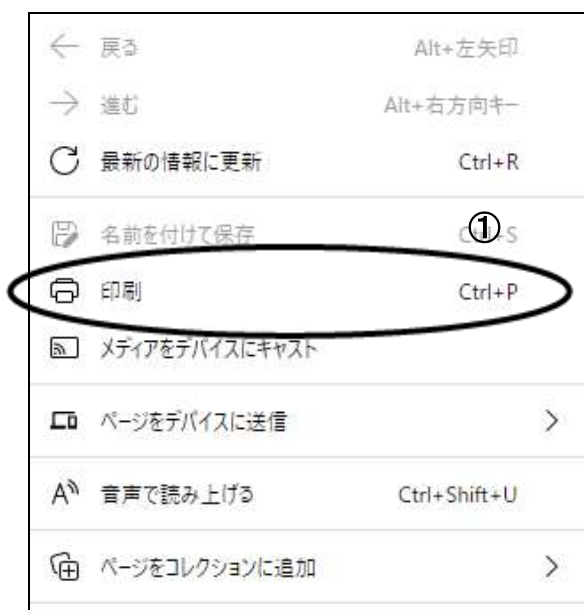 戻る Alt+左矢印
進む Alt+右方向キー
最新の情報に更新 Ctrl+R
①
名前を付けて保存 Ctrl+S
印刷 Ctrl+P
メディアをデバイスにキャスト
ページをデバイスに送信
音声で読み上げる Ctrl+Shift+U
ページをコレクションに追加